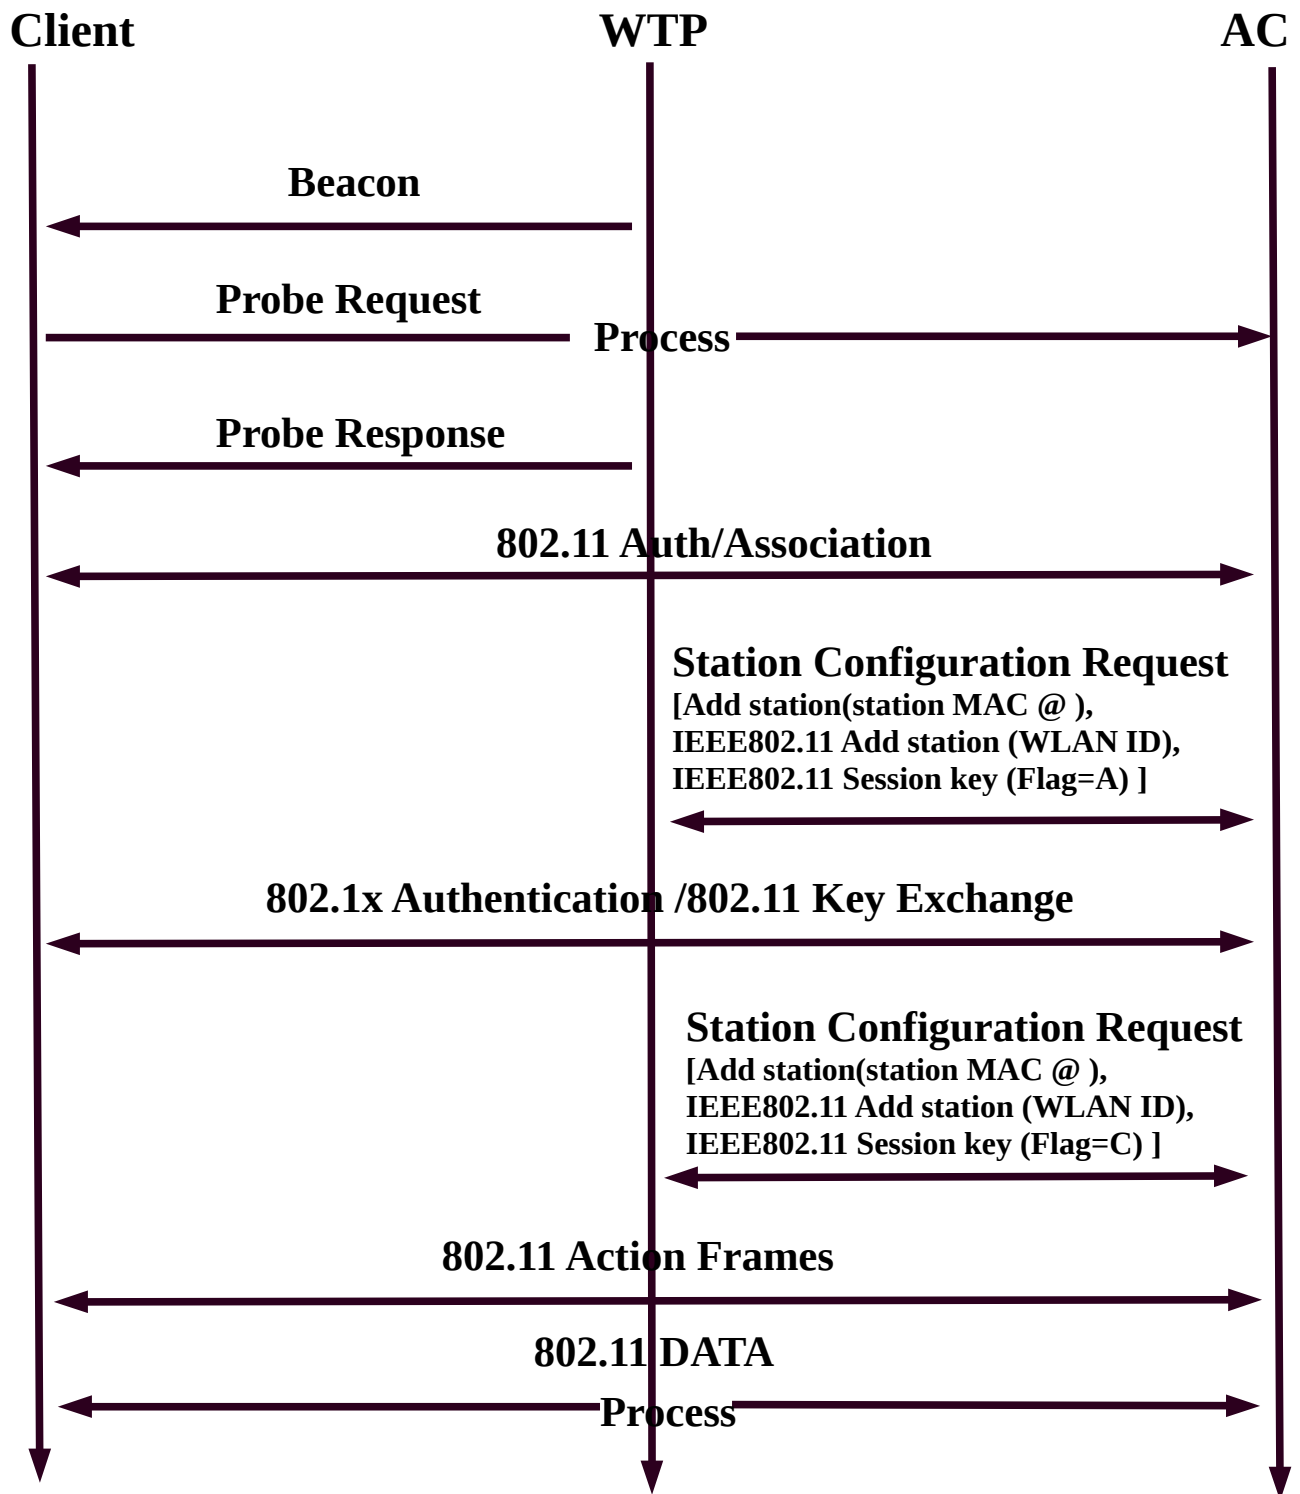 Client
WTP
AC
Beacon
Probe Request
Process
Probe Response
802.11 Auth/Association
Station Configuration Request
[Add station(station MAC @ ),
IEEE802.11 Add station (WLAN ID),
IEEE802.11 Session key (Flag=A) ]
802.1x Authentication /802.11 Key Exchange
Station Configuration Request
[Add station(station MAC @ ),
IEEE802.11 Add station (WLAN ID),
IEEE802.11 Session key (Flag=C) ]
802.11 Action Frames
802.11 DATA
Process